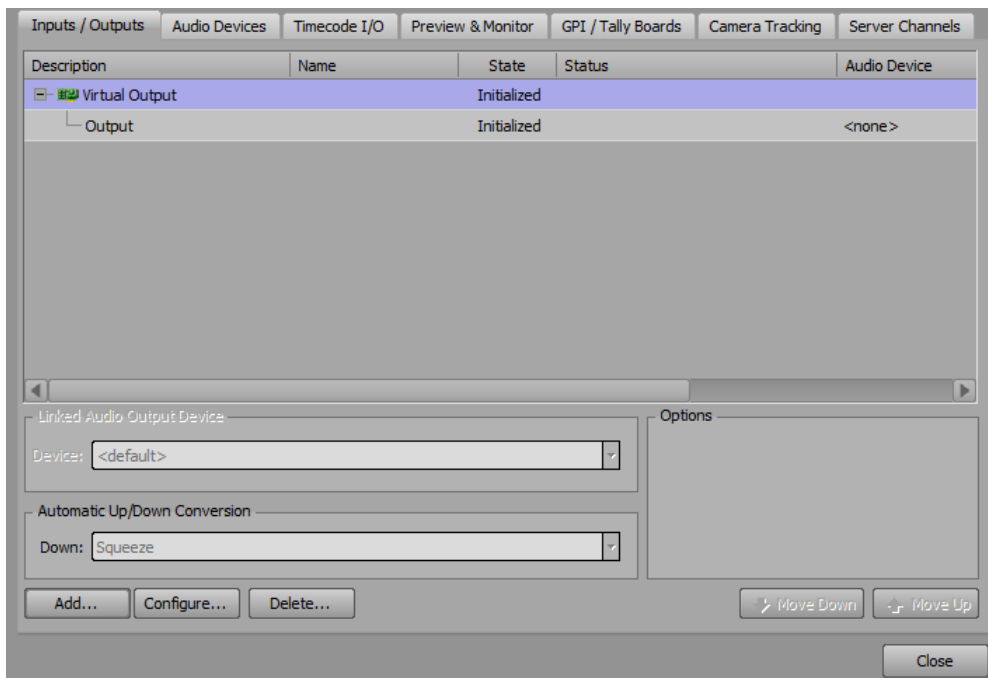 Inputs / Outputs Audio Devices Timecode I/O Preview & Monitor GPI / Tally Boards Camera Tracking Server Channels
Description Name State Status Audio Device
Virtual Output Initialized
Output Initialized <none>
Linked Audio Output Device Options
Device: <default>
Automatic Up/Down Conversion
Down: Squeeze
Add... Configure... Delete... Move Down Move Up
Close